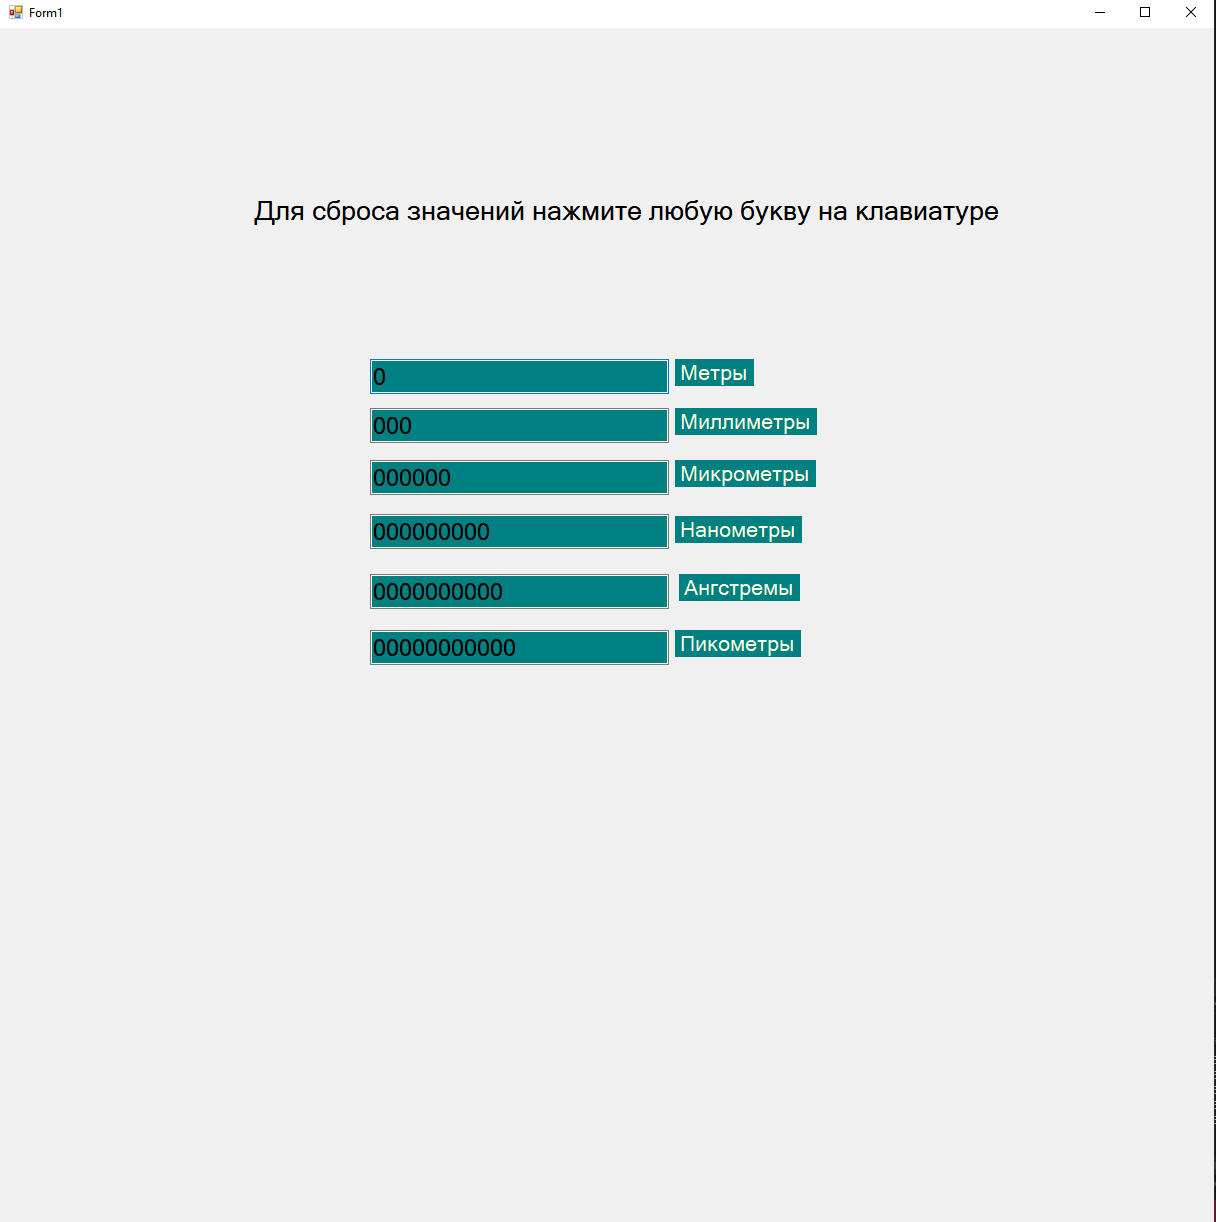 Form1
Для сброса значений нажмите любую букву на клавиатуре
0 Метры
000 Миллиметры
000000 Микрометры
000000000 Нанометры
0000000000 Ангстремы
00000000000 Пикометры